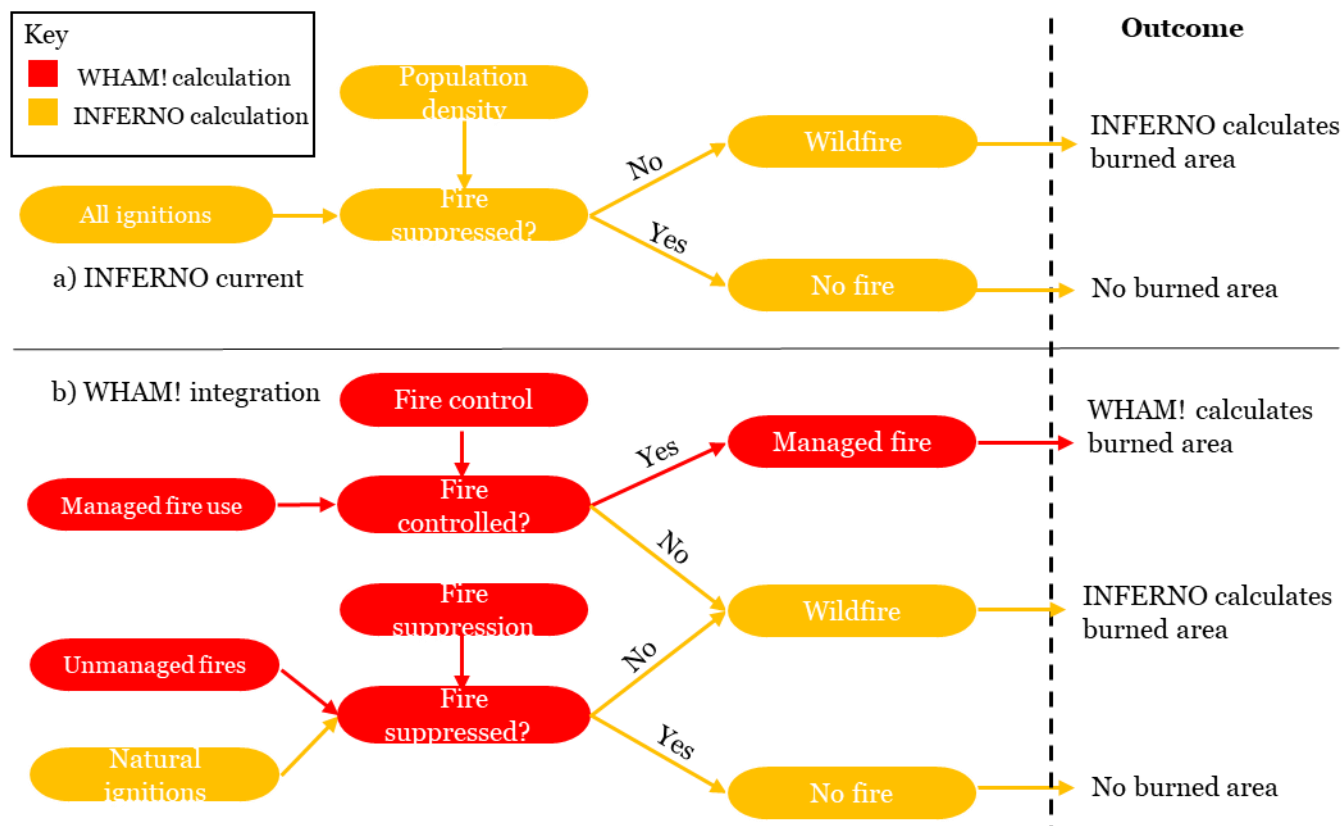 Key
WHAM! calculation
INFERNO calculation
Outcome
Population
density
All ignitions
Fire
suppressed?
No
Yes
Wildfire
No fire
INFERNO calculates
burned area
No burned area
a) INFERNO current
b) WHAM! integration
Fire control
Managed fire use
Fire
controlled?
Yes
No
Managed fire
WHAM! calculates
burned area
Fire
suppression
Unmanaged fires
Natural
ignitions
Fire
suppressed?
No
Yes
Wildfire
No fire
INFERNO calculates
burned area
No burned area